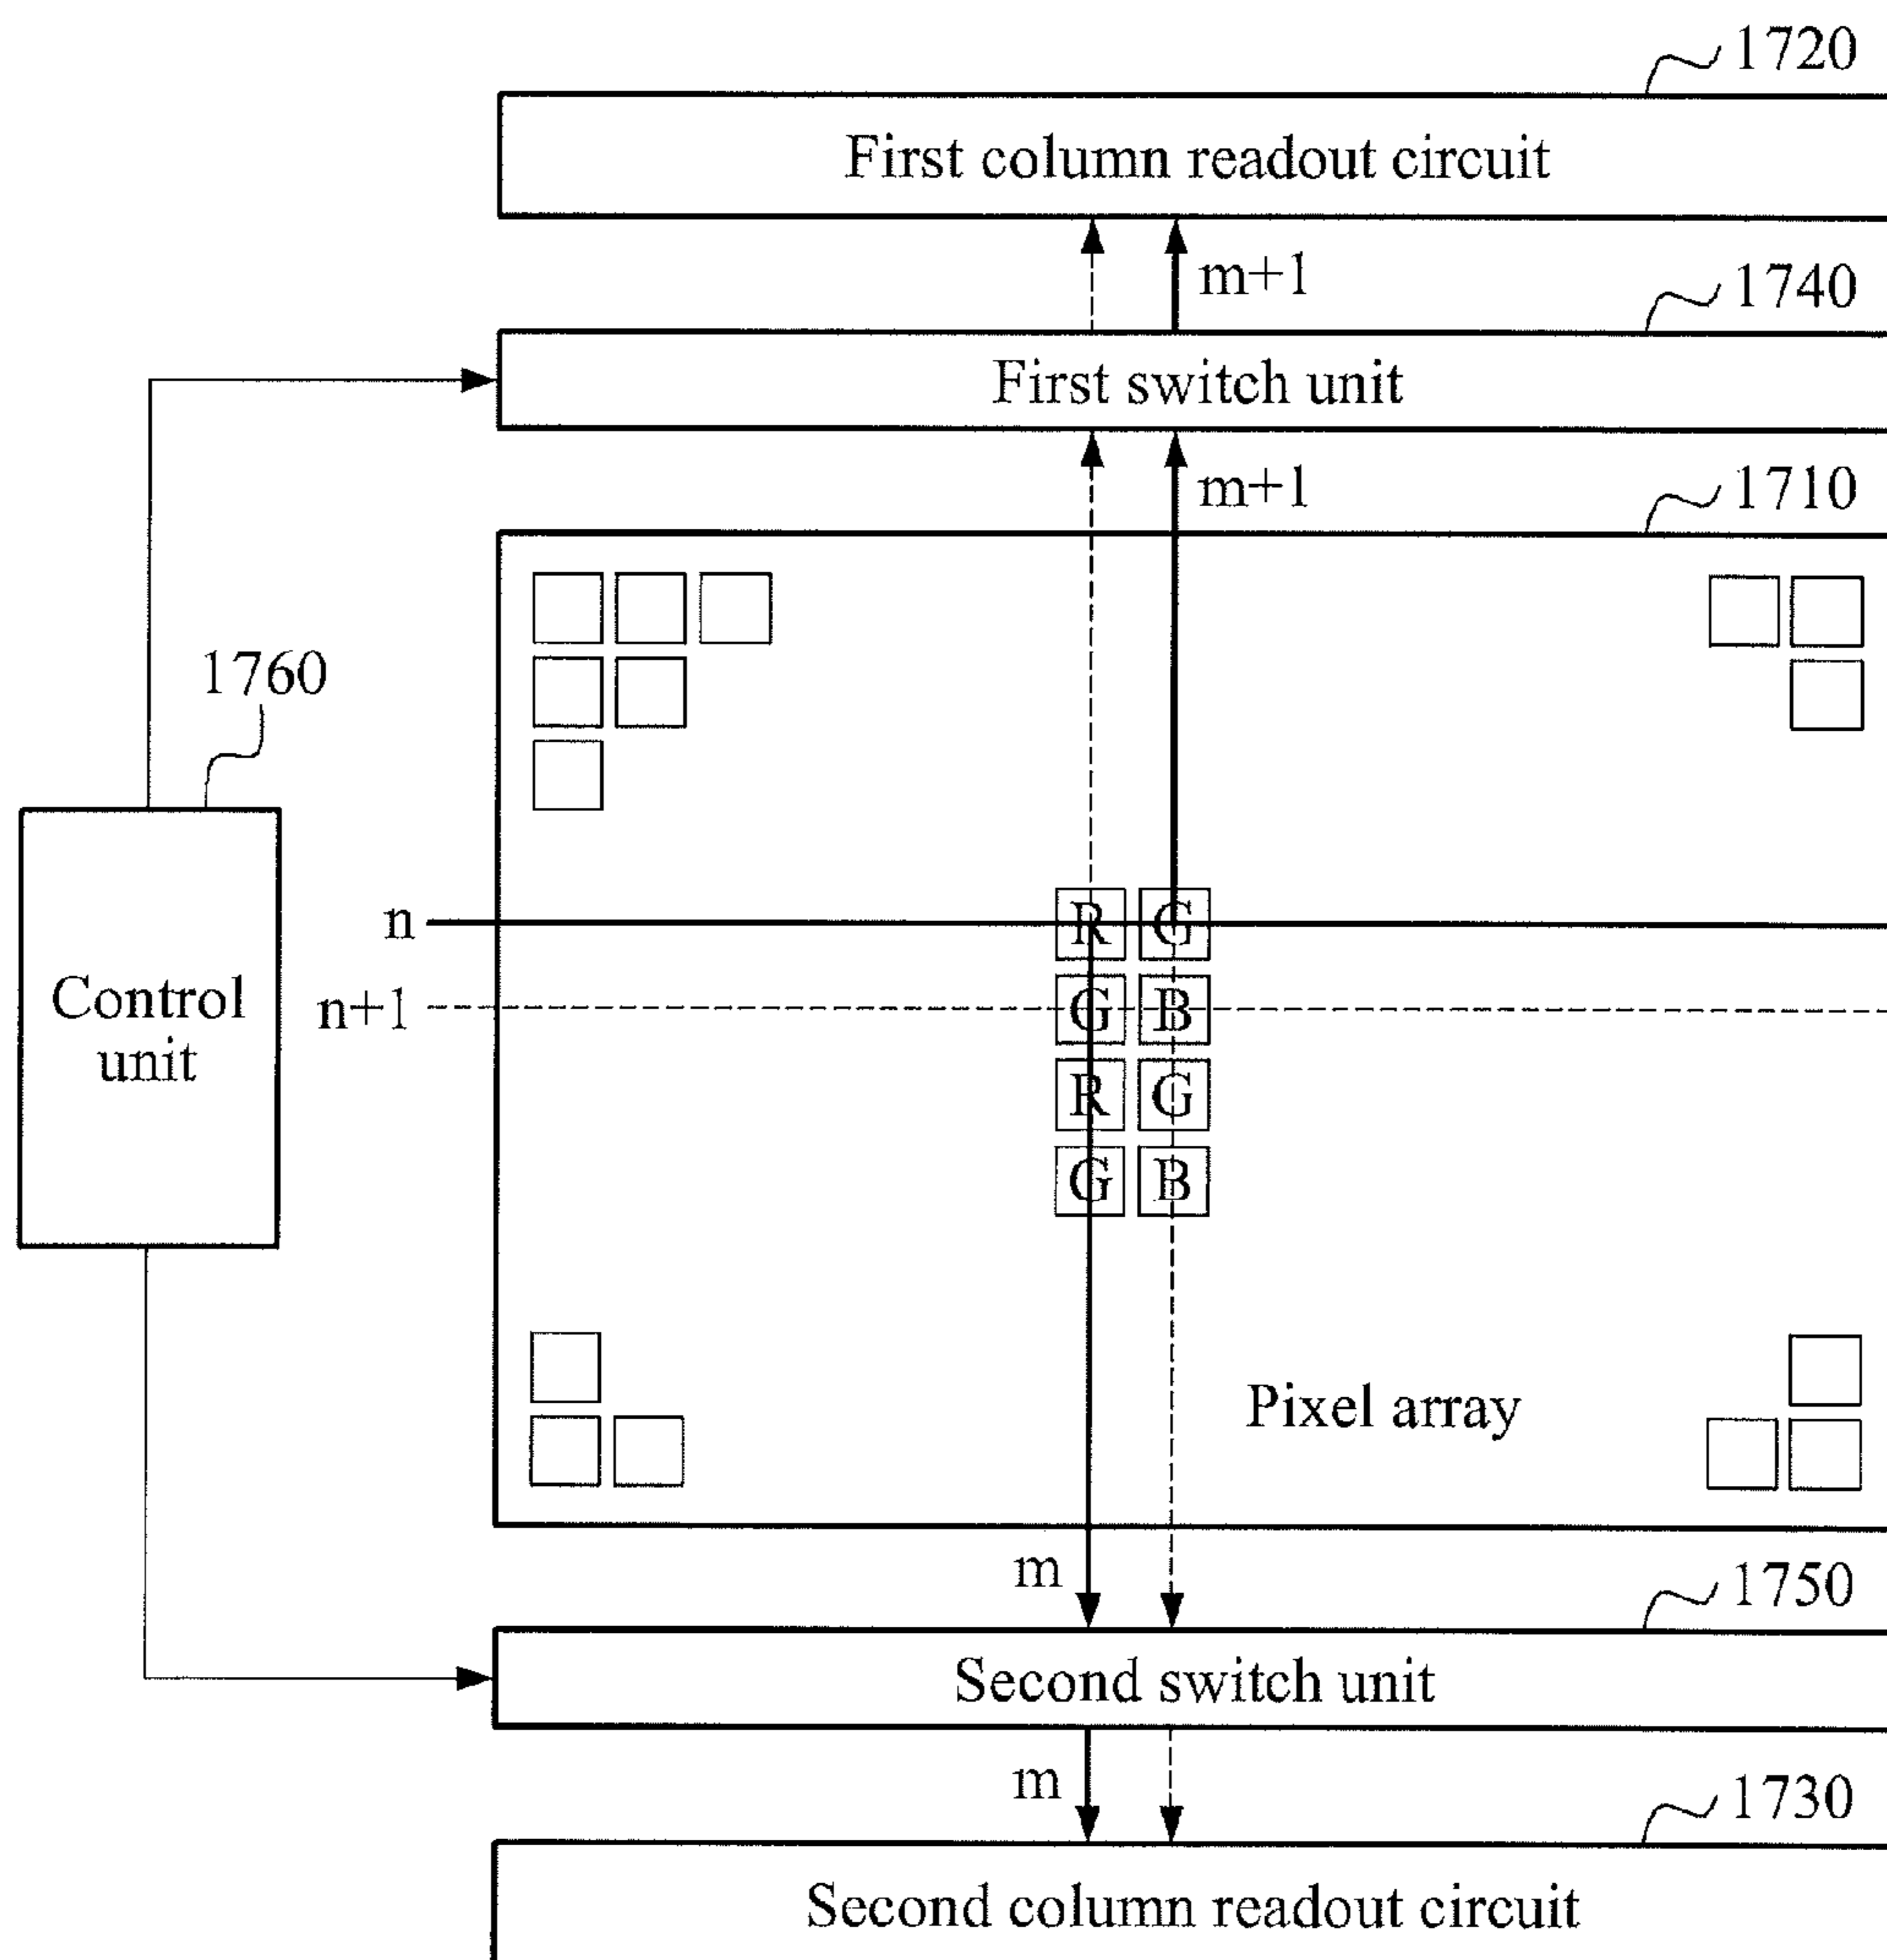 1720
First column readout circuit
m+1
1740
First switch unit
m+1
1710
1760
n
R G
Control
unit
n+1
G B
R G
G B
Pixel array
m
1750
Second switch unit
m
1730
Second column readout circuit